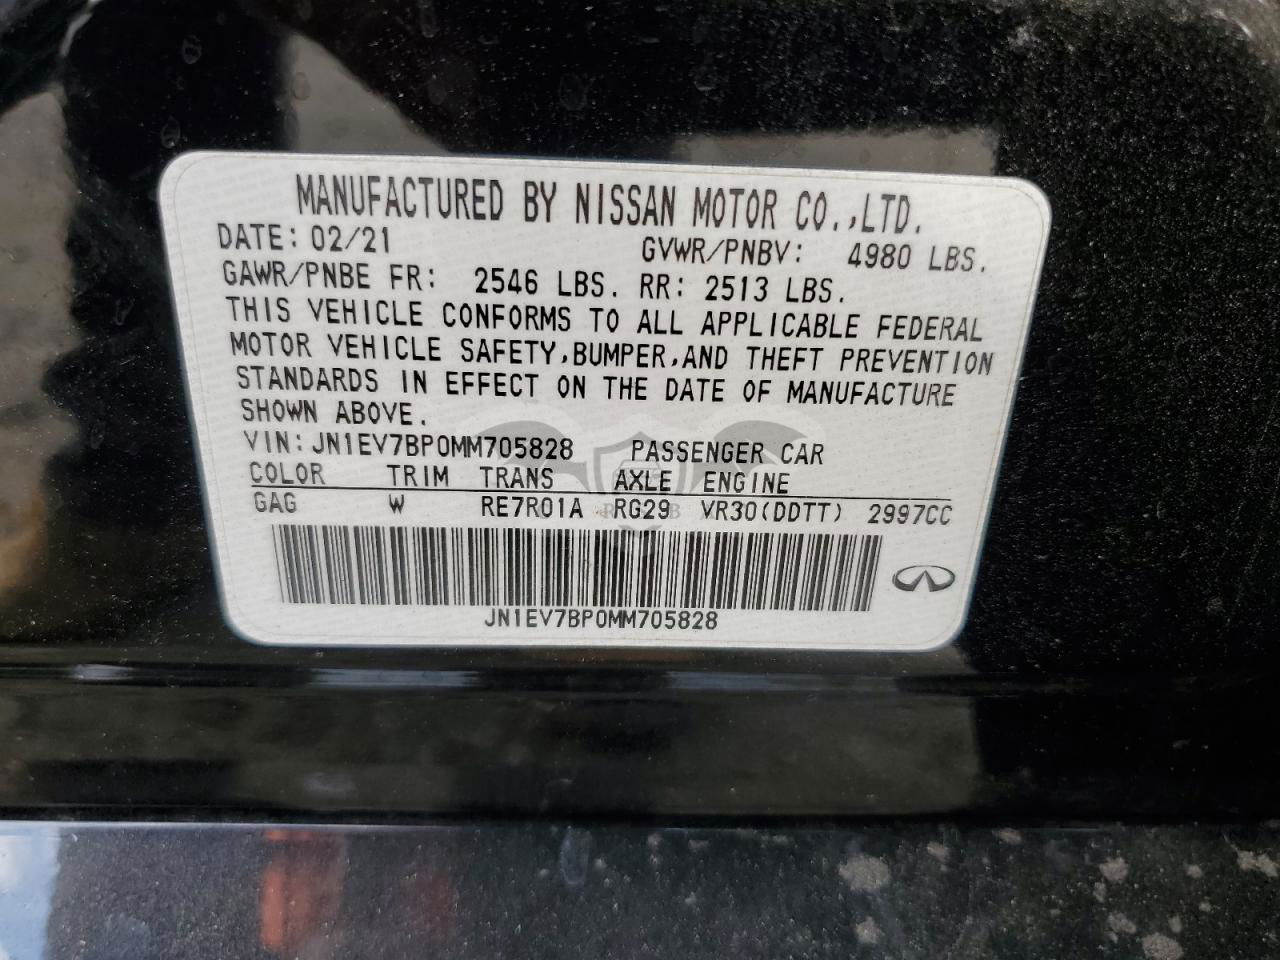 MANUFACTURED BY NISSAN MOTOR CO.,LTD.
DATE: 02/21 GVWR/PNBV: 4980 LBS.
GAWR/PNBE FR: 2546 LBS. RR: 2513 LBS.
THIS VEHICLE CONFORMS TO ALL APPLICABLE FEDERAL
MOTOR VEHICLE SAFETY,BUMPER,AND THEFT PREVENTION
STANDARDS IN EFFECT ON THE DATE OF MANUFACTURE
SHOWN ABOVE.
VIN: JN1EV7BP0MM705828 PASSENGER CAR
COLOR TRIM TRANS AXLE ENGINE
GAG W RE7R01A RG29 VR30(DDTT) 2997CC
JN1EV7BP0MM705828